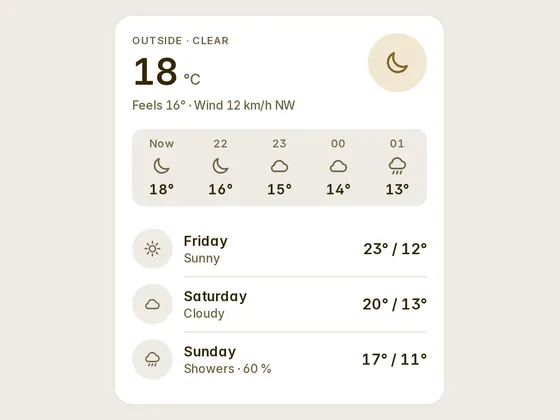 OUTSIDE · CLEAR
18 °C
Feels 16° · Wind 12 km/h NW
Now 22 23 00 01
18° 16° 15° 14° 13°
Friday
Sunny
23° / 12°
Saturday
Cloudy
20° / 13°
Sunday
Showers · 60 %
17° / 11°